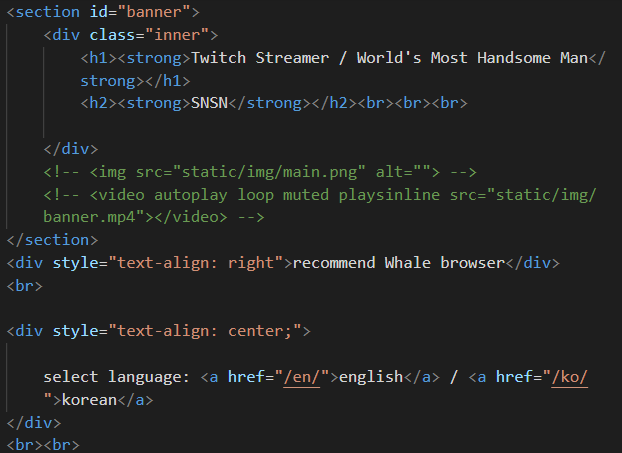 <section id="banner">
<div class="inner">
<h1><strong>Twitch Streamer / World's Most Handsome Man</
strong></h1>
<h2><strong>SNSN</strong></h2><br><br><br>
</div>
<!-- <img src="static/img/main.png" alt=""> -->
<!-- <video autoplay loop muted playsinline src="static/img/
banner.mp4"></video> -->
</section>
<div style="text-align: right">recommend Whale browser</div>
<br>
<div style="text-align: center;">
select language: <a href="/en/">english</a> / <a href="/ko/
">korean</a>
</div>
<br><br>